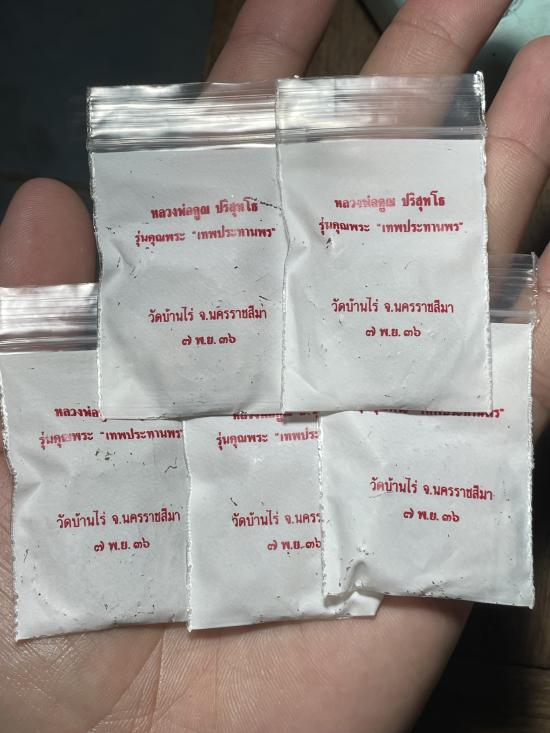 หลวงพ่อคูณ ปริสุทโธ
รุ่นคูณพระ "เทพประทานพร"
วัดบ้านไร่ จ.นครราชสีมา
๗ พ.ย. ๓๖
หลวงพ่อคูณ ปริสุทโธ
รุ่นคูณพระ "เทพประทานพร"
วัดบ้านไร่ จ.นครราชสีมา
๗ พ.ย. ๓๖
หลวงพ่อ
รุ่นคูณพระ "เทพประทานพร
วัดบ้านไร่ จ.นครราชสีมา
๗ พ.ย. ๓๖
วัดบ้านไร่ จ.นครร
๗ พ.ย. ๓๖
วัดบ้านไร่ จ.นครราชสีมา
๗ พ.ย. ๓๖